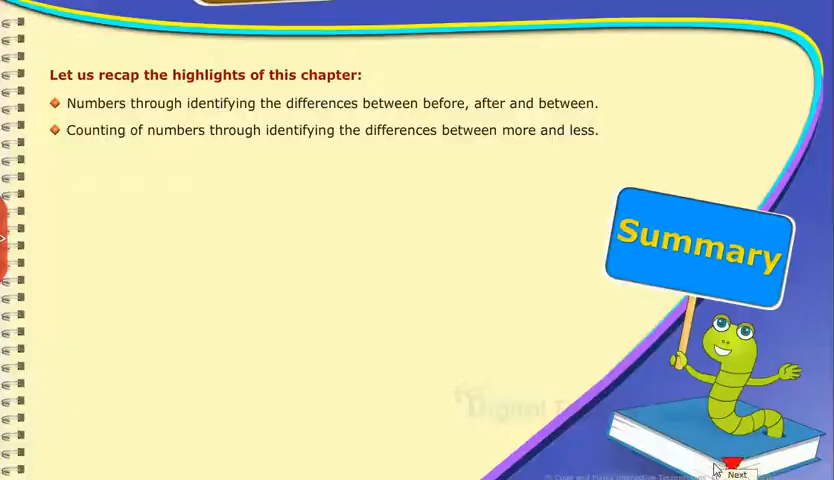 Let us recap the highlights of this chapter:
Numbers through identifying the differences between before, after and between.
Counting of numbers through identifying the differences between more and less.
Summary
Digital
Next